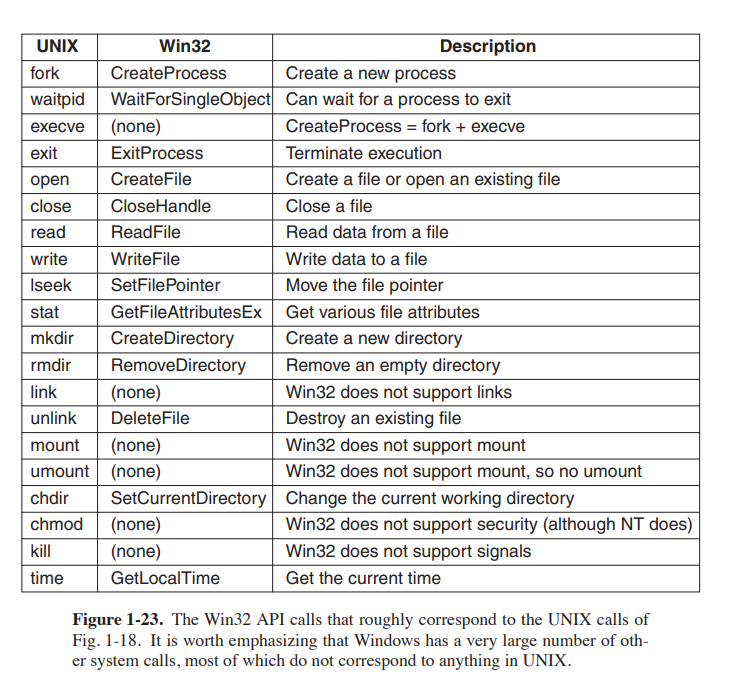 UNIX Win32 Description
fork CreateProcess Create a new process
waitpid WaitForSingleObject Can wait for a process to exit
execve (none) CreateProcess = fork + execve
exit ExitProcess Terminate execution
open CreateFile Create a file or open an existing file
close CloseHandle Close a file
read ReadFile Read data from a file
write WriteFile Write data to a file
lseek SetFilePointer Move the file pointer
stat GetFileAttributesEx Get various file attributes
mkdir CreateDirectory Create a new directory
rmdir RemoveDirectory Remove an empty directory
link (none) Win32 does not support links
unlink DeleteFile Destroy an existing file
mount (none) Win32 does not support mount
umount (none) Win32 does not support mount, so no umount
chdir SetCurrentDirectory Change the current working directory
chmod (none) Win32 does not support security (although NT does)
kill (none) Win32 does not support signals
time GetLocalTime Get the current time
Figure 1-23. The Win32 API calls that roughly correspond to the UNIX calls of
Fig. 1-18. It is worth emphasizing that Windows has a very large number of oth-
er system calls, most of which do not correspond to anything in UNIX.